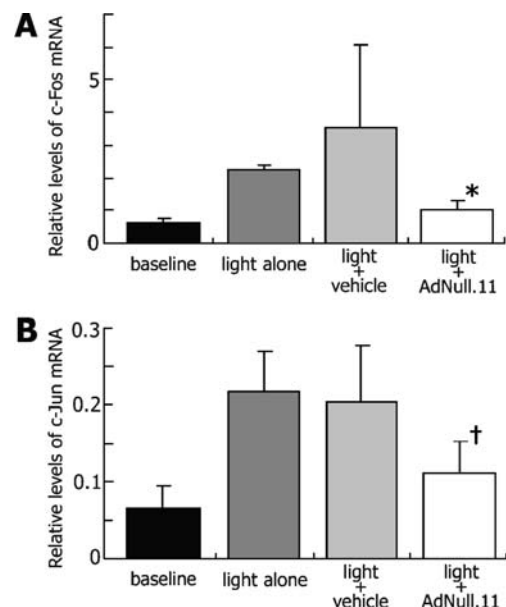 A
Relative levels of c-Fos mRNA
5
0
*
baseline
light alone
light
+
vehicle
light
+
AdNull.11
B
Relative levels of c-Jun mRNA
0.3
0.2
0.1
0
†
baseline
light alone
light
+
vehicle
light
+
AdNull.11